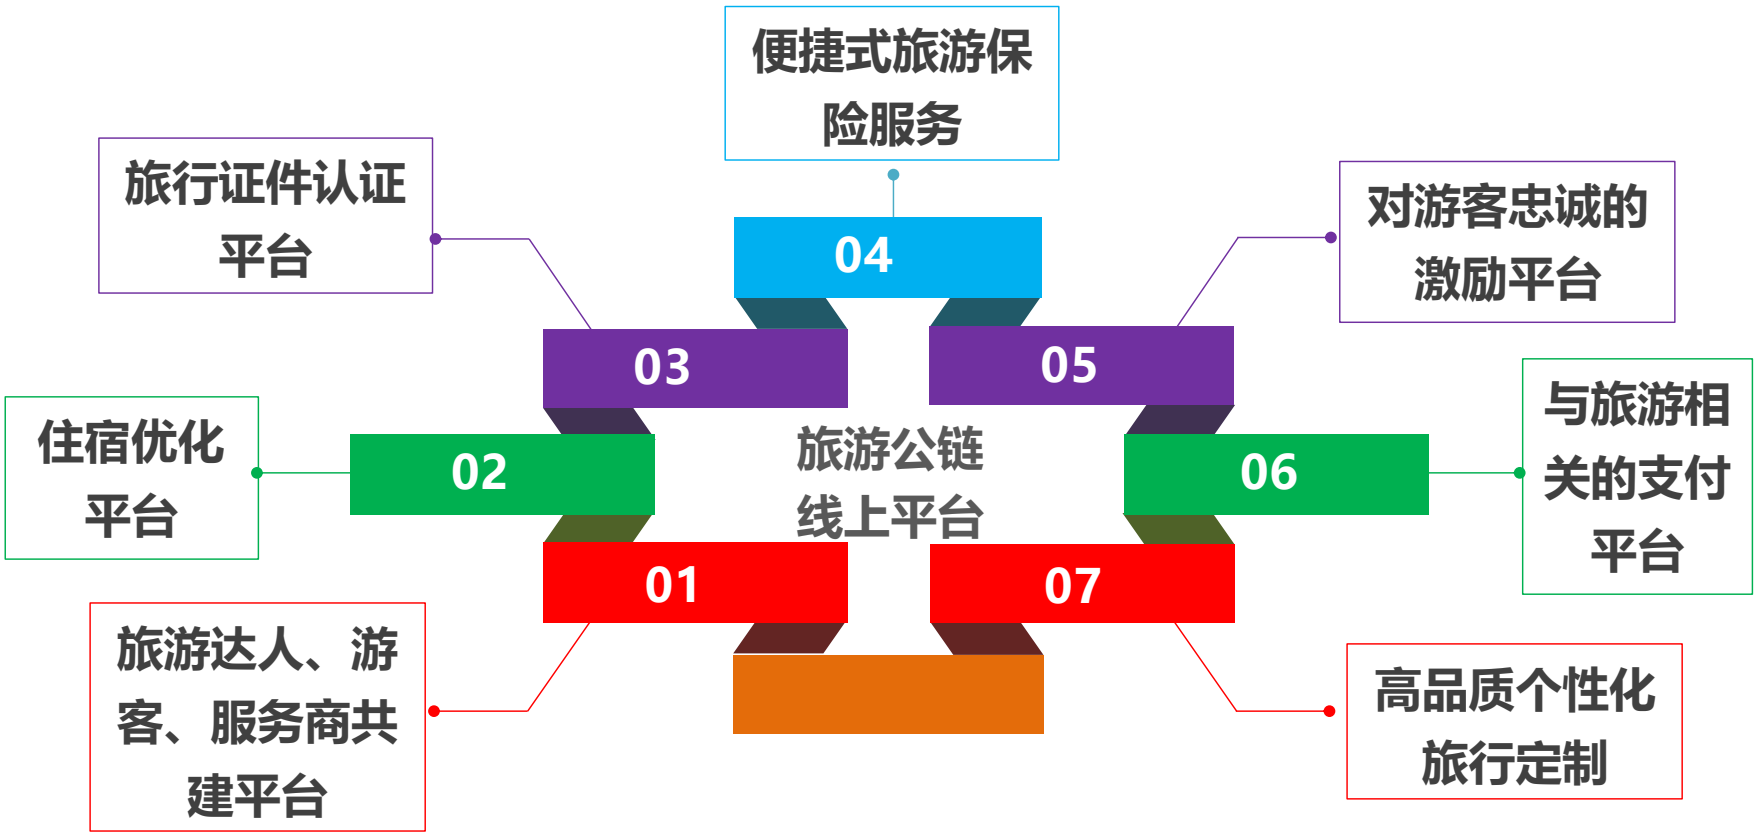 便捷式旅游保
险服务
旅行证件认证
平台
对游客忠诚的
激励平台
04
03
05
住宿优化
平台
02
旅游公链
线上平台
06
与旅游相
关的支付
平台
01
07
旅游达人、游
客、服务商共
建平台
高品质个性化
旅行定制